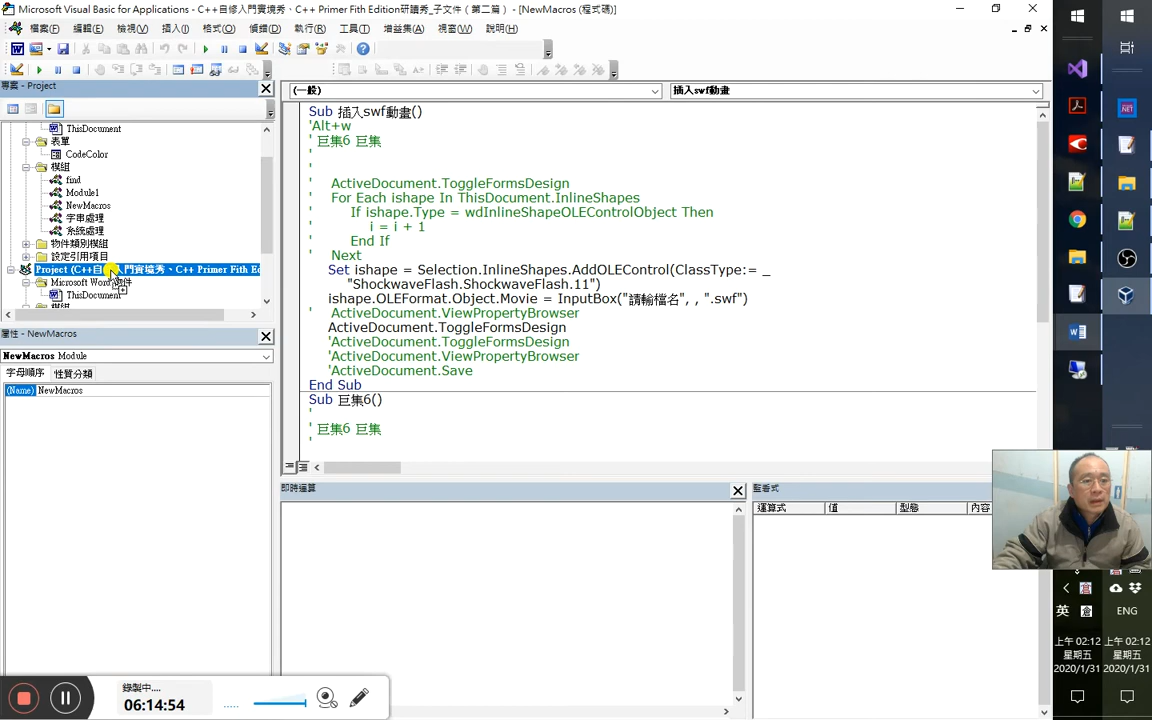 Microsoft Visual Basic for Applications - C++自修入門實境秀、C++ Primer Fith Edition研讀秀_子文件（第二篇） - [NewMacros (程式碼)]
檔案(F) 編輯(E) 檢視(V) 插入(I) 格式(O) 偵錯(D) 執行(R) 工具(T) 增益集(A) 視窗(W) 說明(H)
專案 - Project
ThisDocument
表單
CodeColor
模組
find
Module1
NewMacros
字串處理
系統處理
物件類別模組
設定引用項目
Project (C++自修入門實境秀、C++ Primer Fith Ed
Microsoft Word 物件
ThisDocument
屬性 - NewMacros
NewMacros Module
字母順序 性質分類
(Name) NewMacros
(一般) 插入swf動畫
Sub 插入swf動畫()
'Alt+w
' 巨集6 巨集
'
'
'   ActiveDocument.ToggleFormsDesign
'   For Each ishape In ThisDocument.InlineShapes
'       If ishape.Type = wdInlineShapeOLEControlObject Then
'           i = i + 1
'       End If
'   Next
Set ishape = Selection.InlineShapes.AddOLEControl(ClassType:= _
"ShockwaveFlash.ShockwaveFlash.11")
ishape.OLEFormat.Object.Movie = InputBox("請輸檔名", , ".swf")
'   ActiveDocument.ViewPropertyBrowser
ActiveDocument.ToggleFormsDesign
'ActiveDocument.ToggleFormsDesign
'ActiveDocument.ViewPropertyBrowser
'ActiveDocument.Save
End Sub
Sub 巨集6()
'
' 巨集6 巨集
'
即時運算
監看式
運算式 值 型態 內容
錄製中....
06:14:54
英 ENG
上午 02:12 上午 02:12
星期五 星期五
2020/1/31 2020/1/31